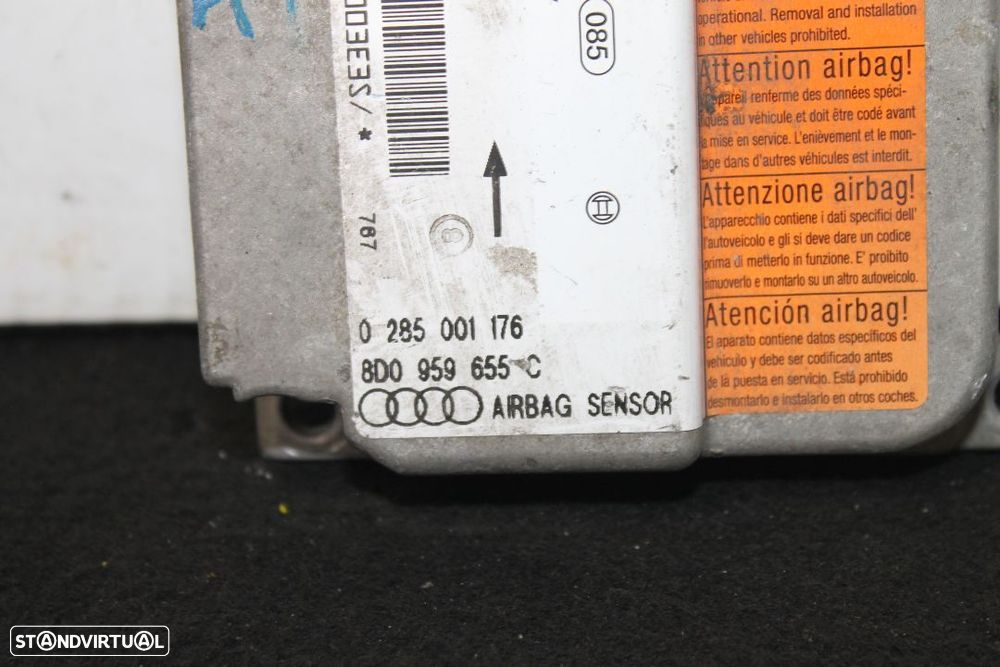 085
767
0 285 001 176
8D0 959 655 C
AIRBAG SENSOR
operational. Removal and installation
in other vehicles prohibited.
Attention airbag!
L'appareil renferme des données spéci-
fiques au véhicule et doit être codé avant
la mise en service. L'enièvement et le mon-
tage dans d'autres véhicules est interdit.
Attenzione airbag!
L'apparecchio contiene i dati specifici dell'
l'autoveicolo e gli si deve dare un codice
prima di metterlo in funzione. E' proibito
rimuoverlo e montarlo su un altro autoveicolo.
Atención airbag!
El aparato contiene datos específicos del
vehículo y debe ser codificado antes
de la puesta en servicio. Está prohibido
desmontarlo e instalarlo en otros coches.
STANDVIRTUAL